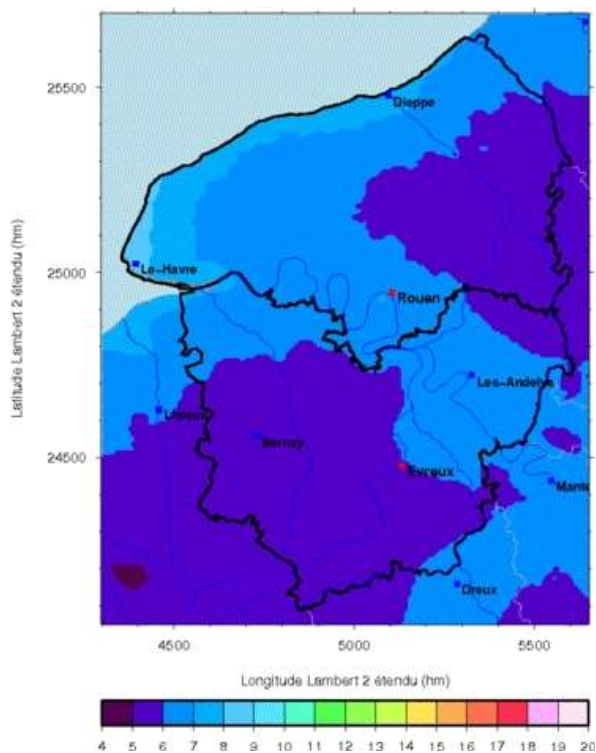 25500
Dieppe
Latitude Lambert 2 étendu (hm)
25000
Le-Havre
Rouen
Les-Andelys
Lisieux
Bernay
24500
Evreux
Mante
Dreux
4500 5000 5500
Longitude Lambert 2 étendu (hm)
4 5 6 7 8 9 10 11 12 13 14 15 16 17 18 19 20